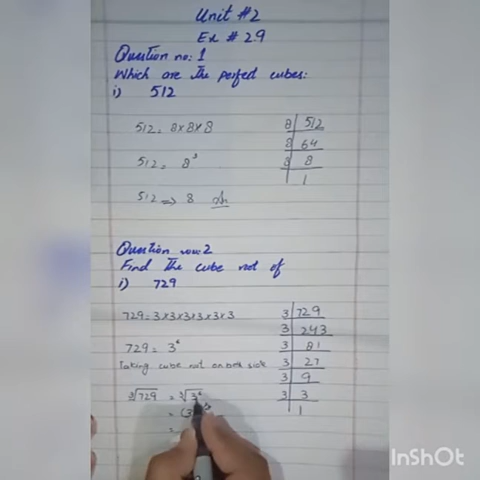 Unit #2
Ex # 2.9
Question no: 1
Which are the perfect cubes:
i) 512
512 = 8×8×8
8 | 512
8 | 64
8 | 8
1
512 = 8³
512 ⇒ 8
Question no: 2
Find the cube root of
i) 729
729 = 3×3×3×3×3×3
3 | 729
3 | 243
3 | 81
3 | 27
3 | 9
3 | 3
1
729 = 3⁶
Taking cube root on both side
∛729 = ∛3⁶
= (3
=
InShOt